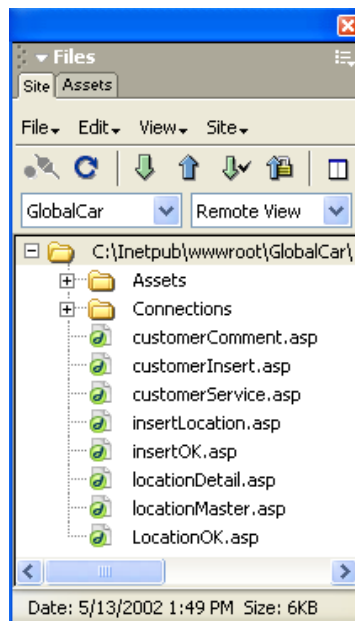 Files
Site Assets
File Edit View Site
GlobalCar Remote View
C:\Inetpub\wwwroot\GlobalCar\
Assets
Connections
customerComment.asp
customerInsert.asp
customerService.asp
insertLocation.asp
insertOK.asp
locationDetail.asp
locationMaster.asp
LocationOK.asp
Date: 5/13/2002 1:49 PM Size: 6KB